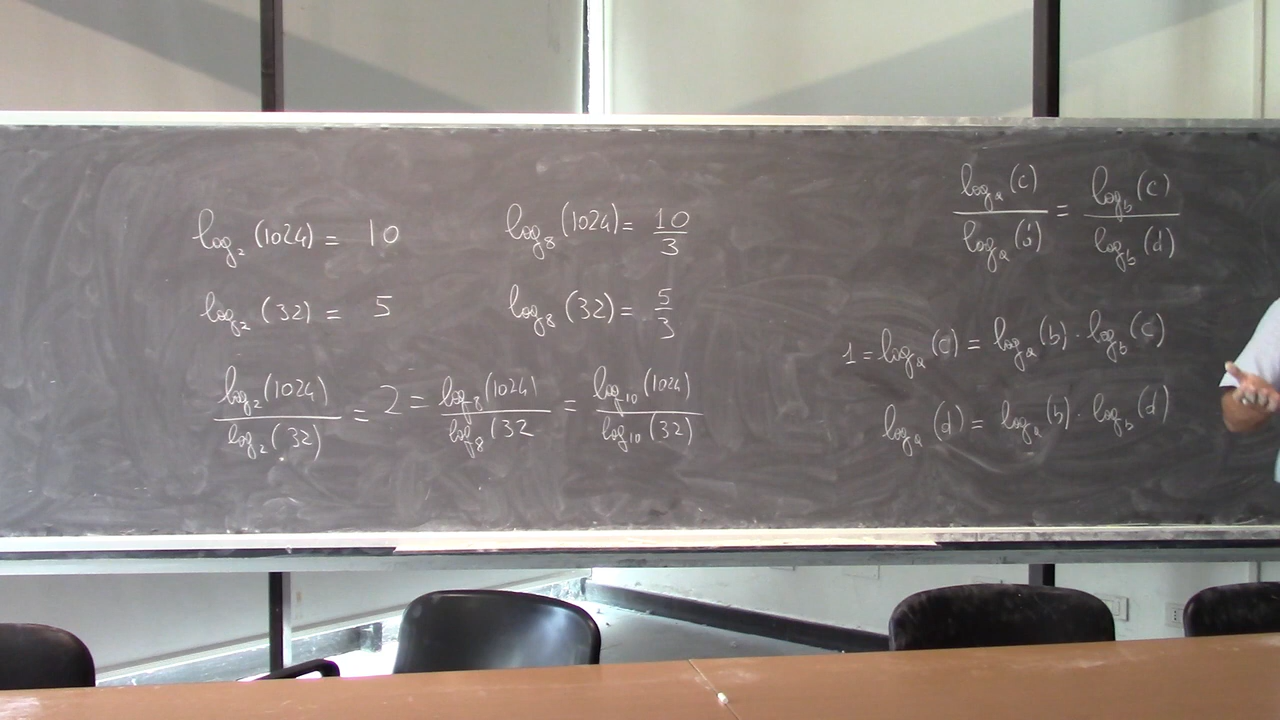 log₂(1024) = 10
log₂(32) = 5
log₂(1024)/log₂(32) = 2 = log₈(1024)/log₈(32 = log₁₀(1024)/log₁₀(32)
log₈(1024) = 10/3
log₈(32) = 5/3
logₐ(c)/logₐ(d) = log_b(c)/log_b(d)
1 = logₐ(c) = logₐ(b) · log_b(c)
logₐ(d) = logₐ(b) · log_b(d)